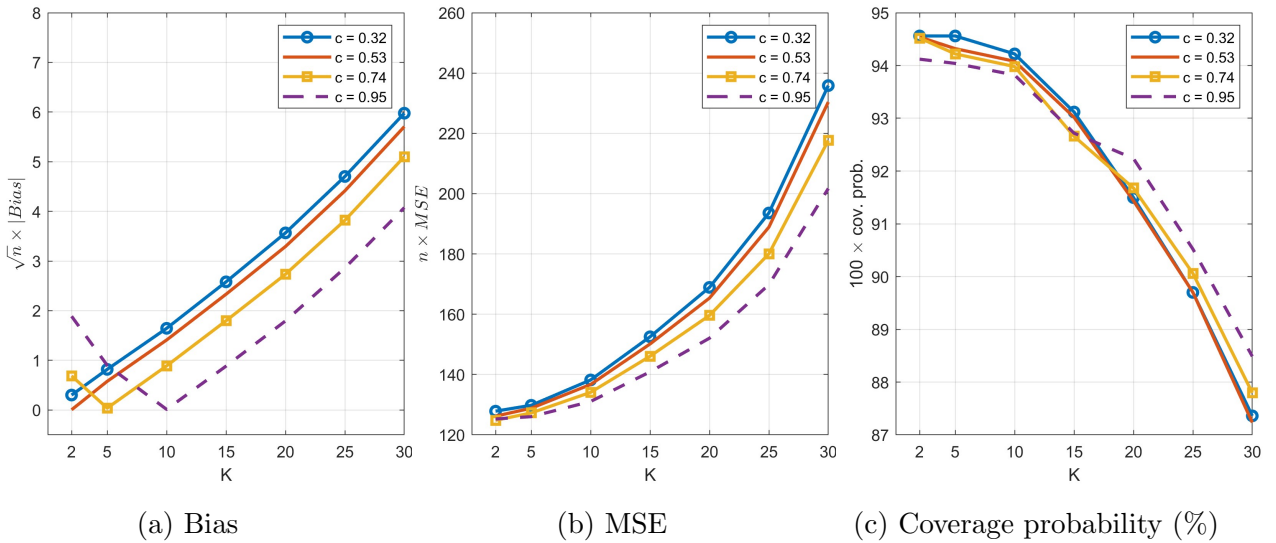 8
7
6
5
4
3
2
1
0
√n × |Bias|
2 5 10 15 20 25 30
K
c = 0.32
c = 0.53
c = 0.74
c = 0.95
(a) Bias
260
240
220
200
180
160
140
120
n × MSE
2 5 10 15 20 25 30
K
c = 0.32
c = 0.53
c = 0.74
c = 0.95
(b) MSE
95
94
93
92
91
90
89
88
87
100 × cov. prob.
2 5 10 15 20 25 30
K
c = 0.32
c = 0.53
c = 0.74
c = 0.95
(c) Coverage probability (%)